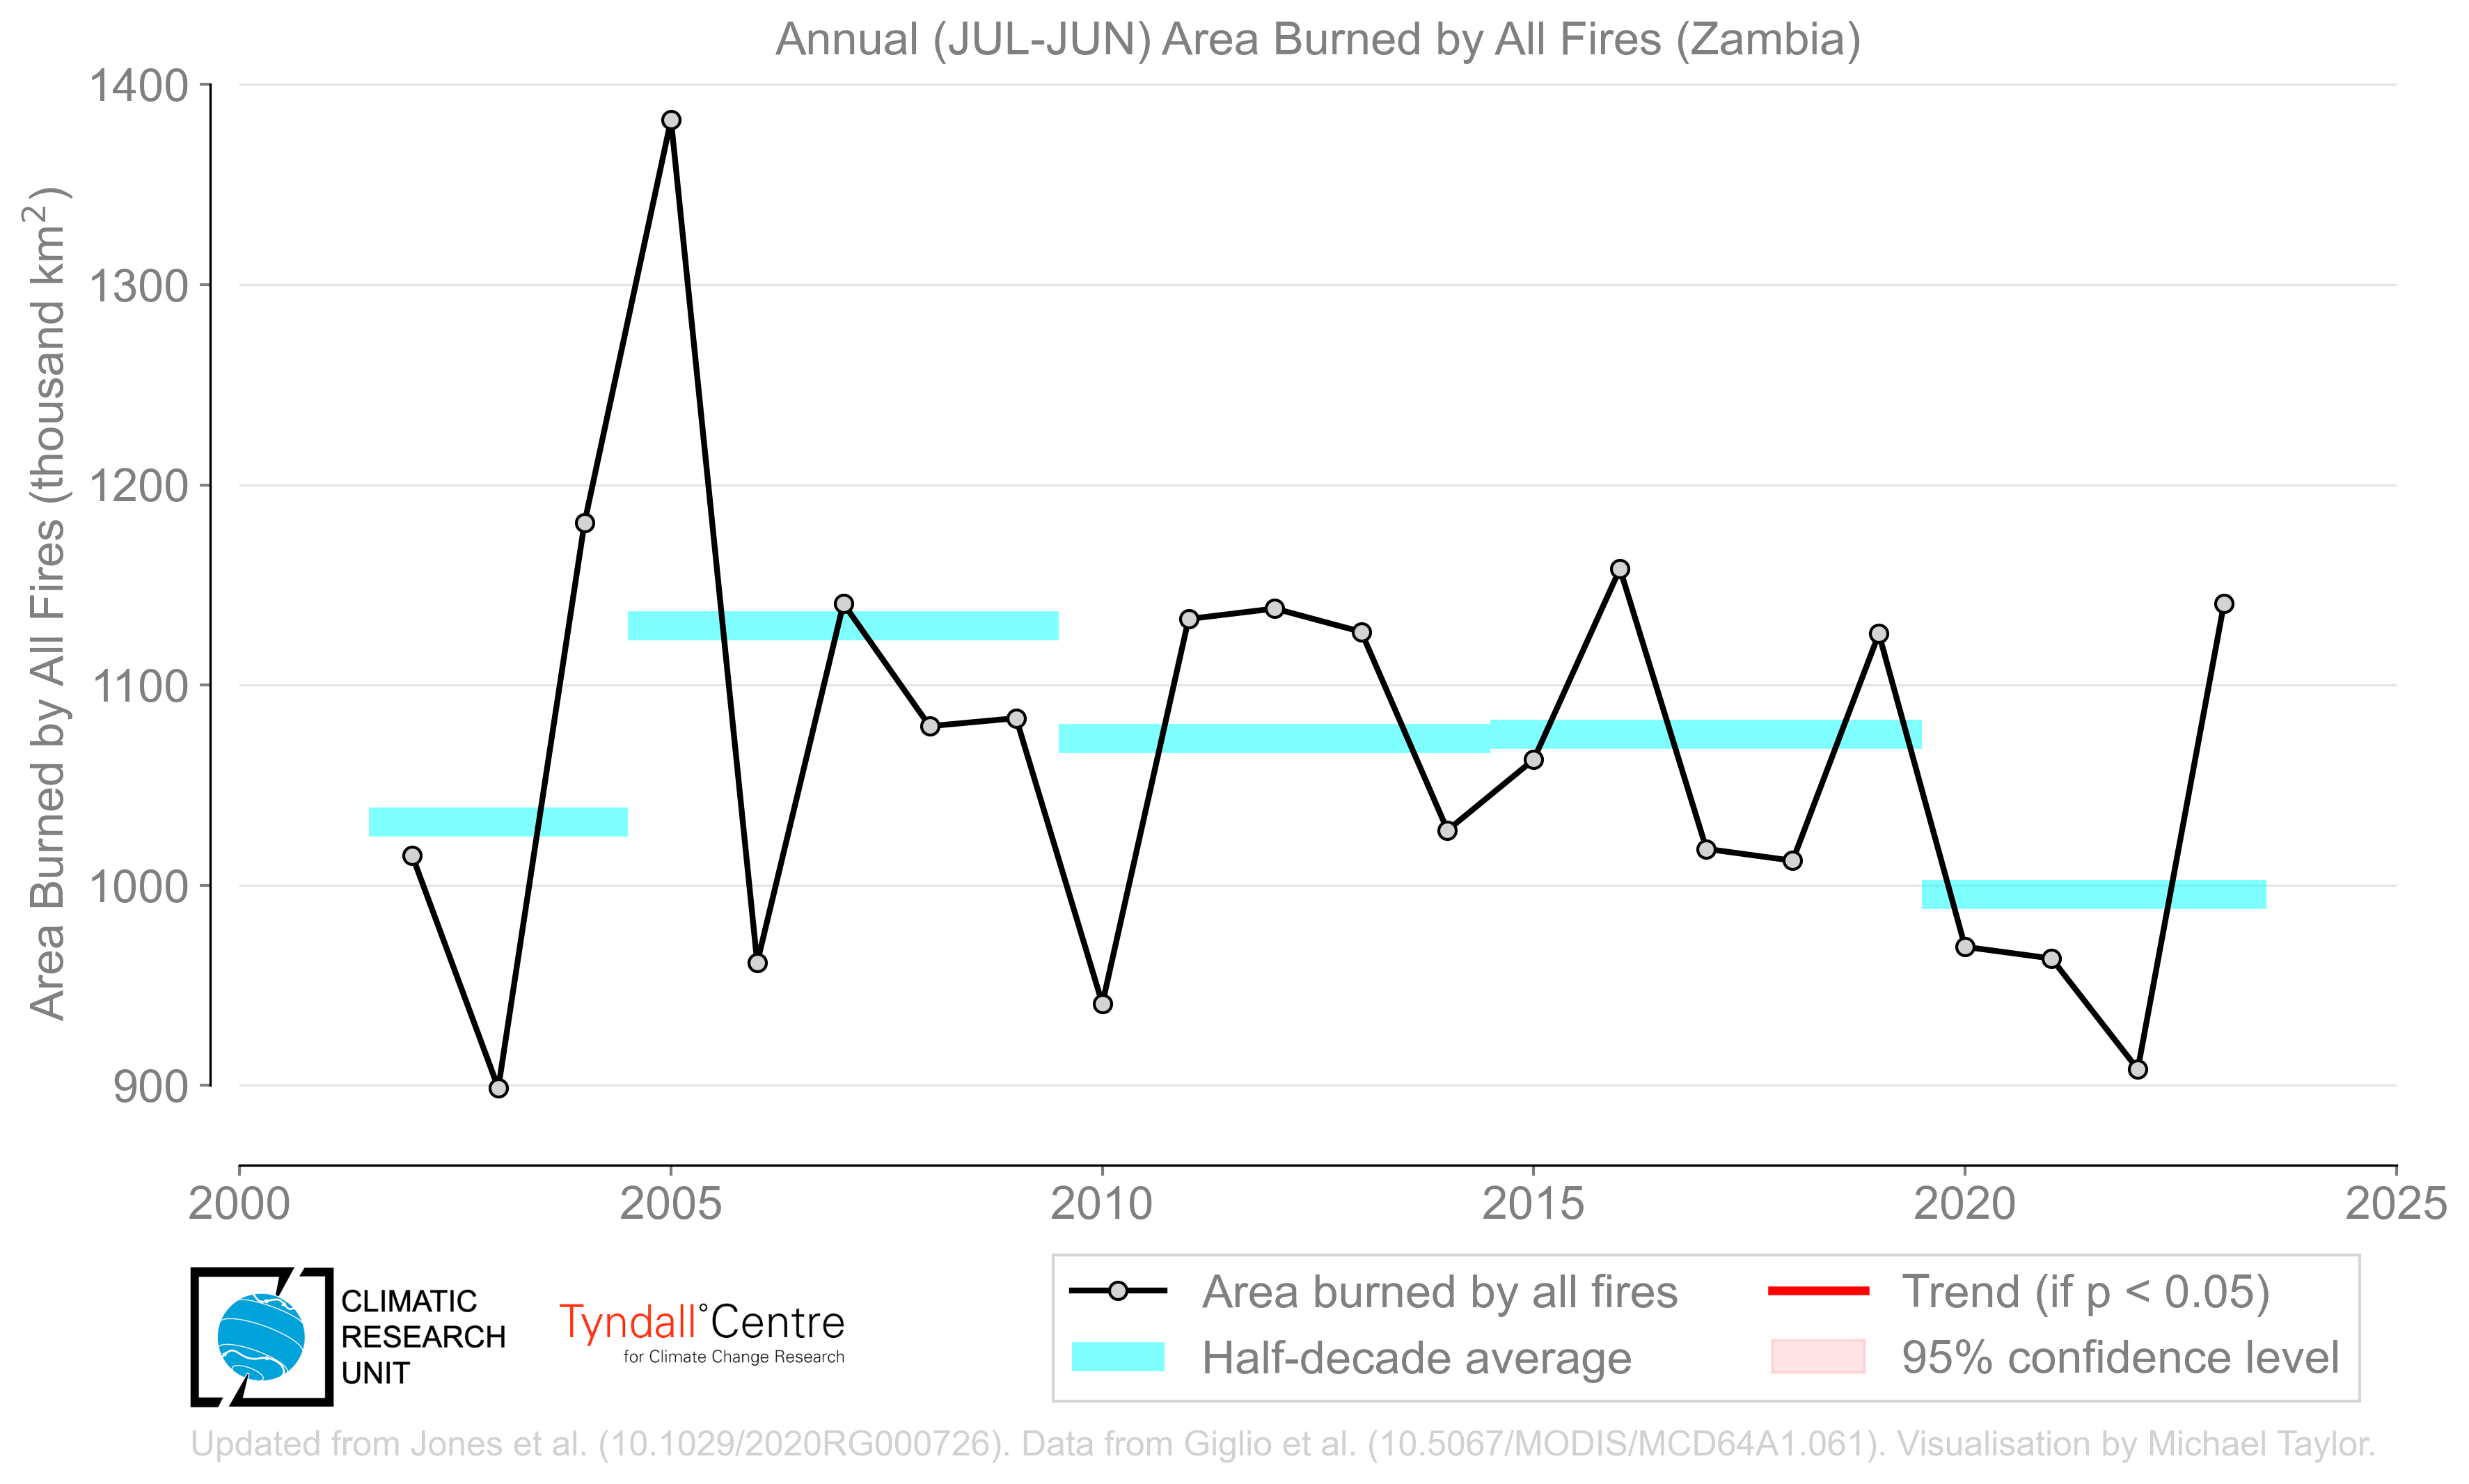 Annual (JUL-JUN) Area Burned by All Fires (Zambia)
Area Burned by All Fires (thousand km²)
1400
1300
1200
1100
1000
900
2000 2005 2010 2015 2020 2025
CLIMATIC
RESEARCH
UNIT
Tyndall°Centre
for Climate Change Research
Area burned by all fires
Half-decade average
Trend (if p < 0.05)
95% confidence level
Updated from Jones et al. (10.1029/2020RG000726). Data from Giglio et al. (10.5067/MODIS/MCD64A1.061). Visualisation by Michael Taylor.